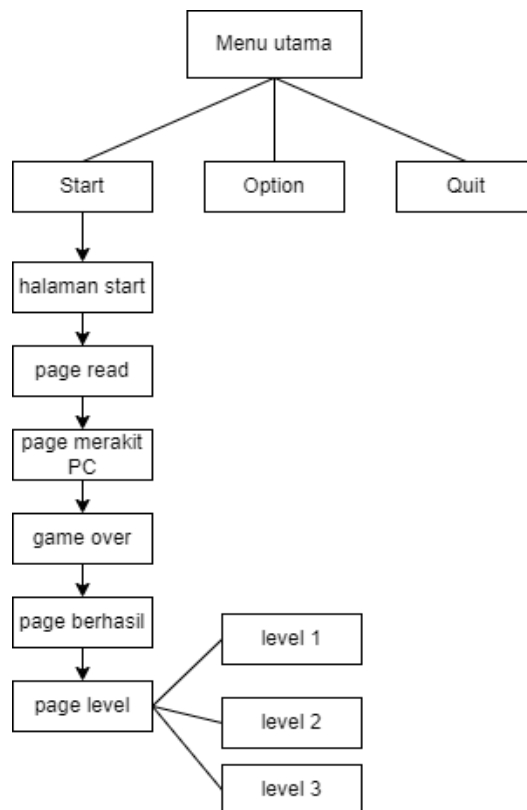 Menu utama
Start
Option
Quit
halaman start
page read
page merakit
PC
game over
page berhasil
page level
level 1
level 2
level 3